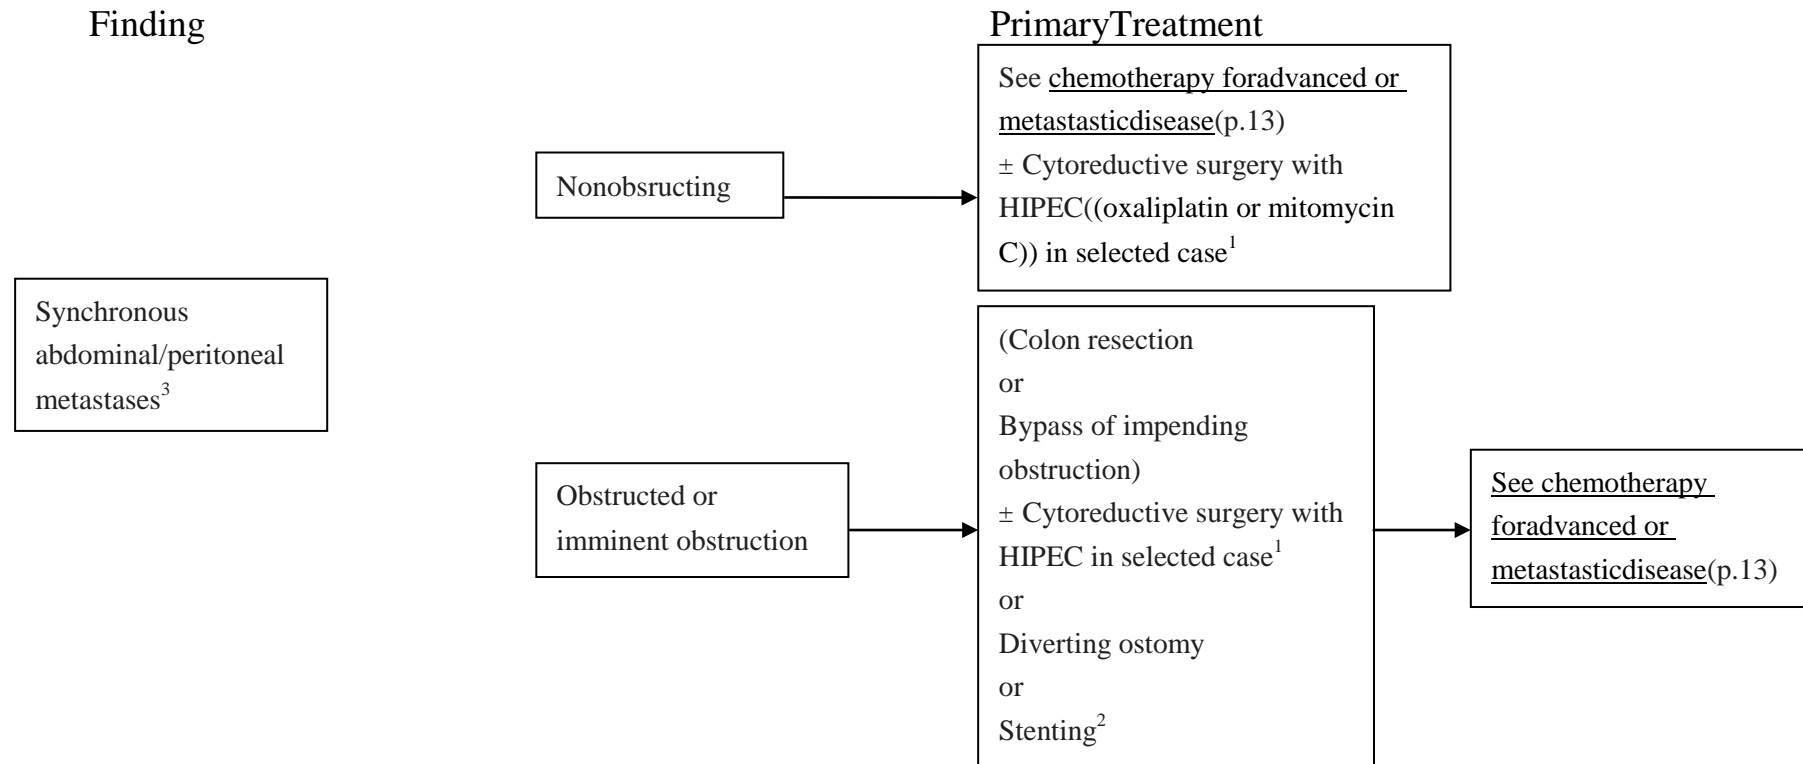 Finding
PrimaryTreatment
See chemotherapy foradvanced or
metastasticdisease(p.13)
± Cytoreductive surgery with
HIPEC((oxaliplatin or mitomycin
C)) in selected case1
Nonobsructing
Synchronous
abdominal/peritoneal
metastases3
Obstructed or
imminent obstruction
(Colon resection
or
Bypass of impending
obstruction)
± Cytoreductive surgery with
HIPEC in selected case1
or
Diverting ostomy
or
Stenting2
See chemotherapy
foradvanced or
metastasticdisease(p.13)